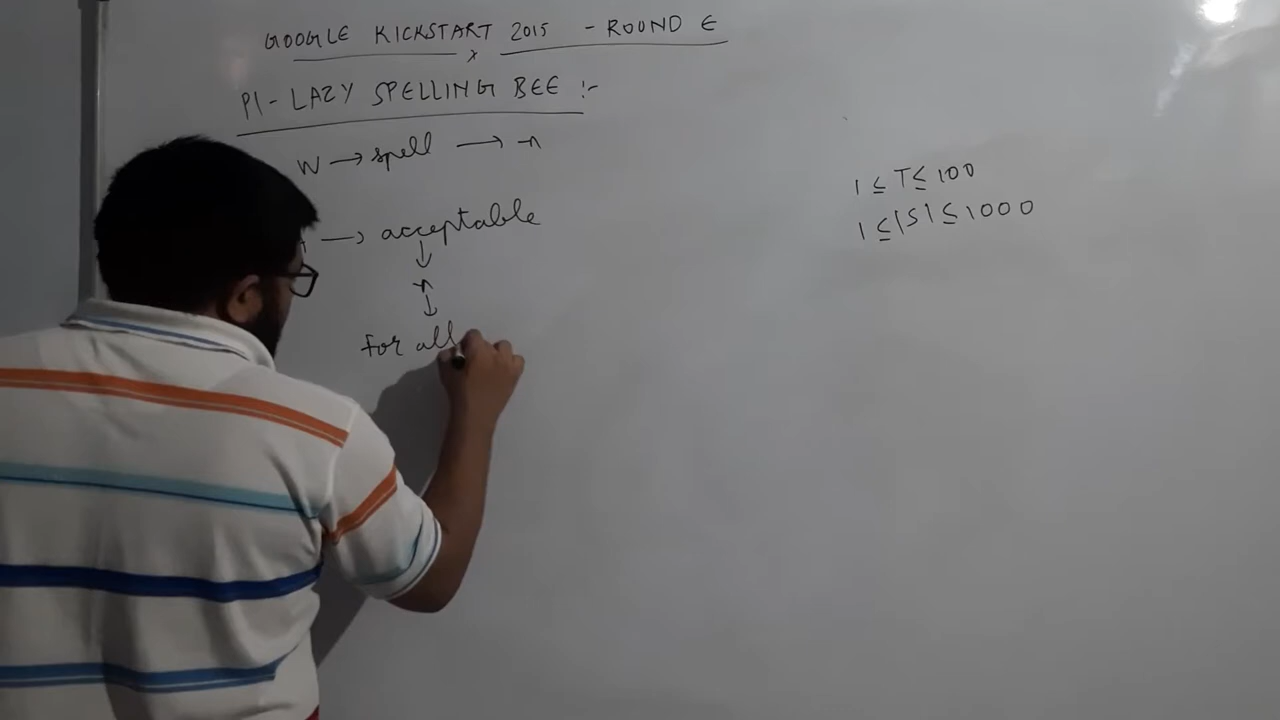 GOOGLE KICKSTART 2015 - ROUND E
x
P1 - LAZY SPELLING BEE :-
W → spell → n
→ acceptable
↓
n
↓
for all
1 ≤ T ≤ 100
1 ≤ |S| ≤ 1000